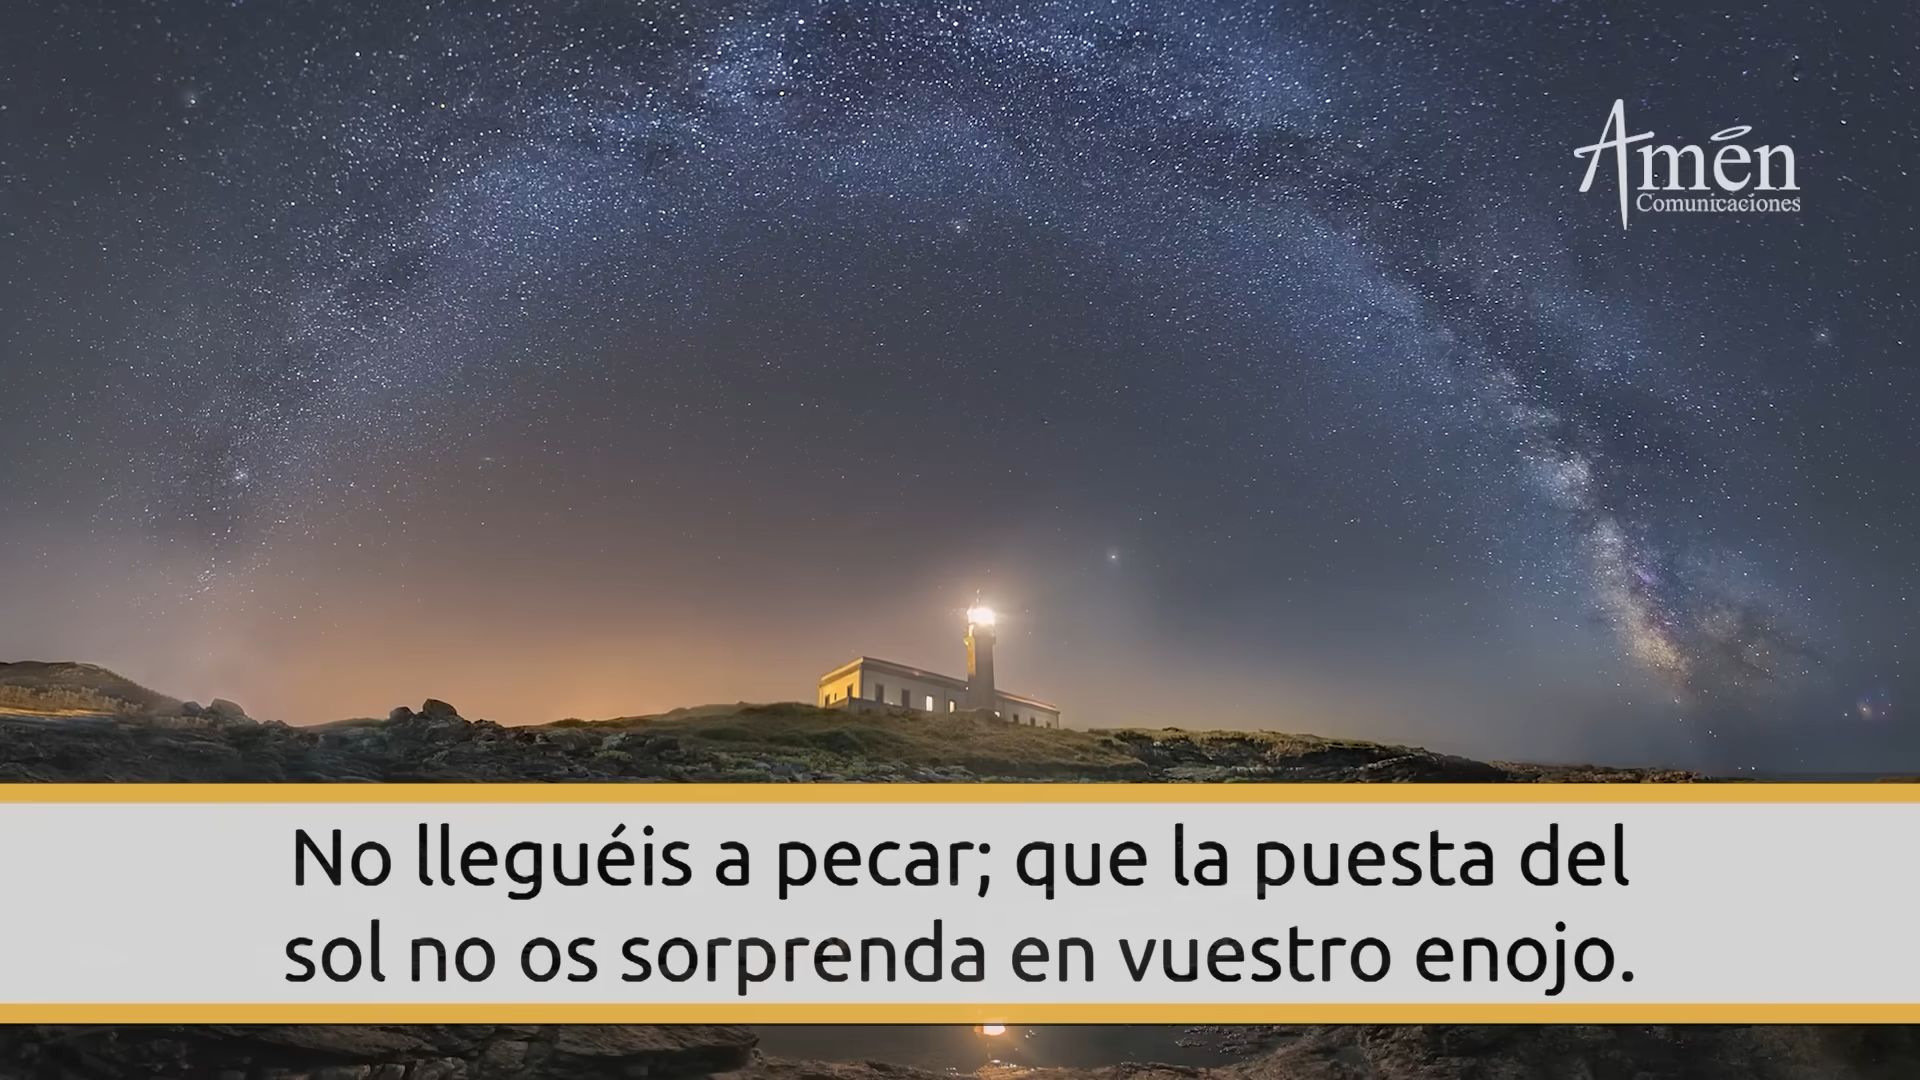 Amén
Comunicaciones
No lleguéis a pecar; que la puesta del
sol no os sorprenda en vuestro enojo.